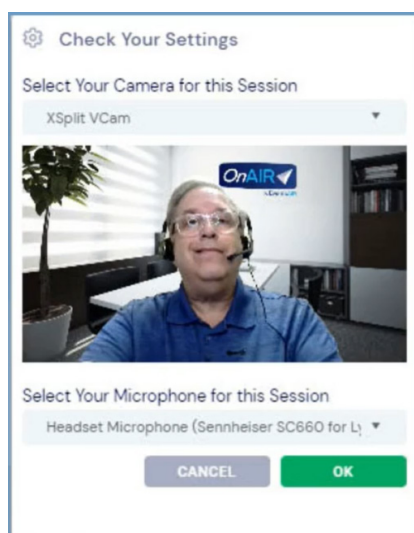 Check Your Settings
Select Your Camera for this Session
XSplit VCam
OnAIR
Select Your Microphone for this Session
Headset Microphone (Sennheiser SC660 for Ly
CANCEL
OK